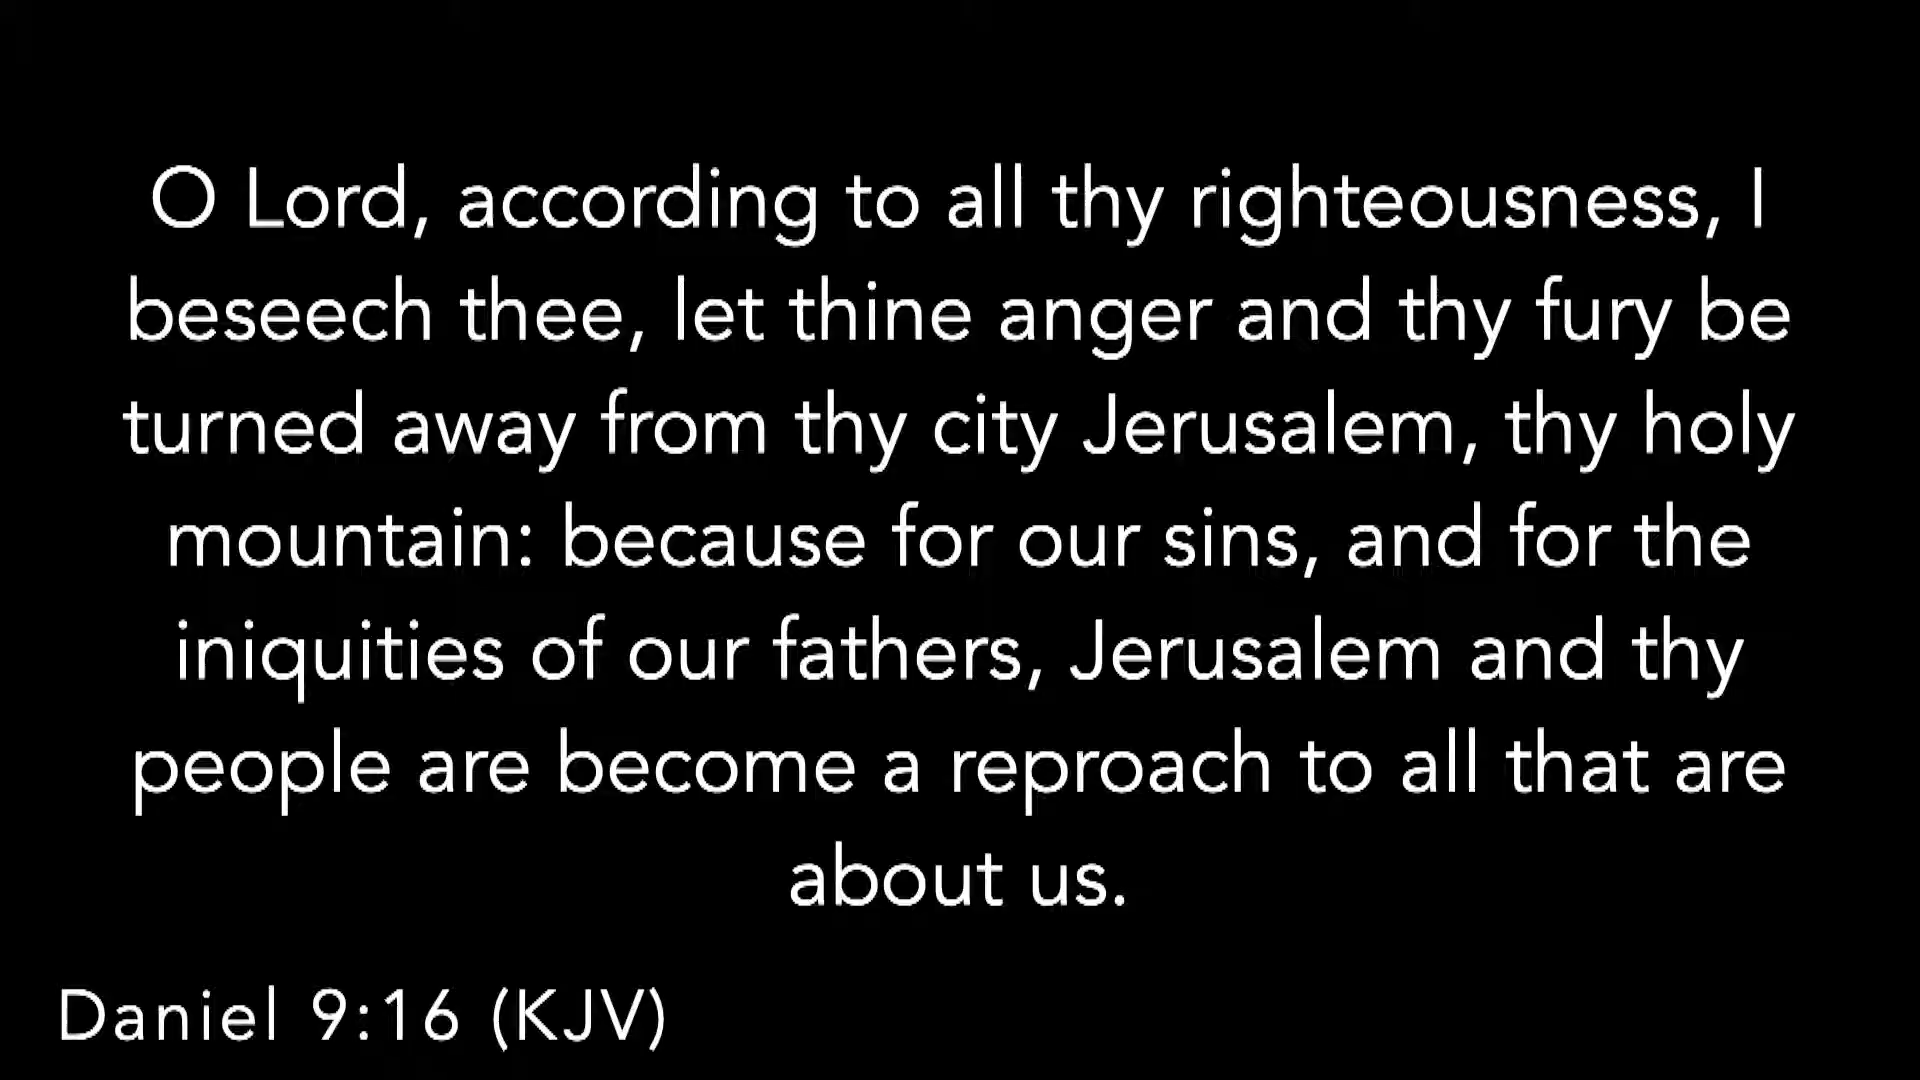 O Lord, according to all thy righteousness, I
beseech thee, let thine anger and thy fury be
turned away from thy city Jerusalem, thy holy
mountain: because for our sins, and for the
iniquities of our fathers, Jerusalem and thy
people are become a reproach to all that are
about us.
Daniel 9:16 (KJV)